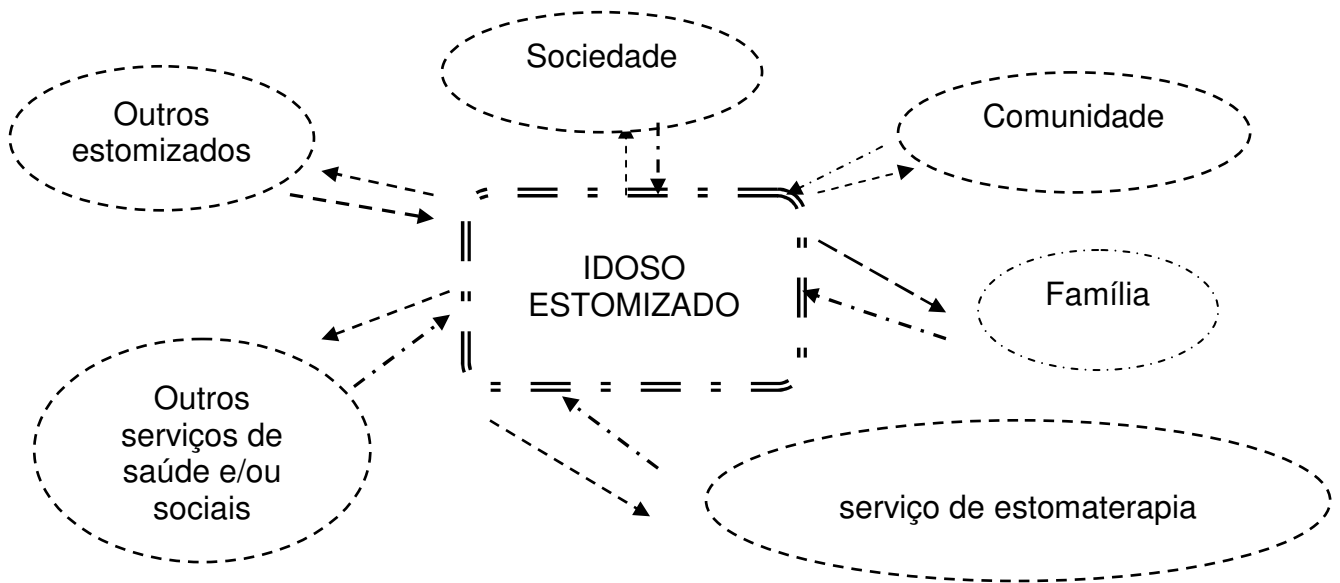 Sociedade
Outros
estomizados
Comunidade
IDOSO
ESTOMIZADO
Família
Outros
serviços de
saúde e/ou
sociais
serviço de estomaterapia